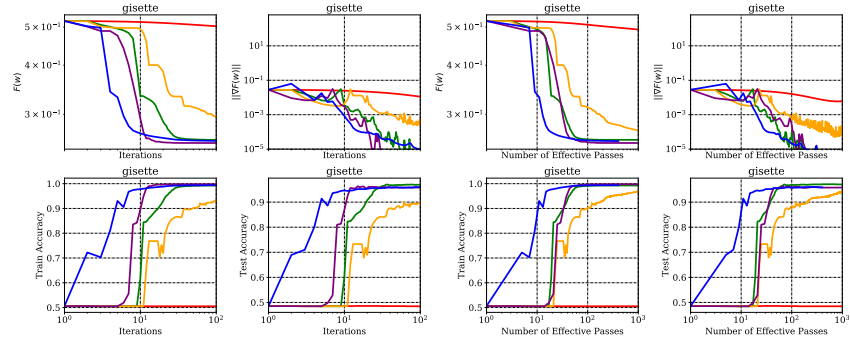 gisette
gisette
gisette
gisette
F(w)
5 × 10⁻¹
4 × 10⁻¹
3 × 10⁻¹
Iterations
||∇F(w)||
10¹
10⁻¹
10⁻³
10⁻⁵
Iterations
F(w)
5 × 10⁻¹
4 × 10⁻¹
3 × 10⁻¹
Number of Effective Passes
||∇F(w)||
10¹
10⁻¹
10⁻³
10⁻⁵
Number of Effective Passes
gisette
gisette
gisette
gisette
Train Accuracy
1.0
0.9
0.8
0.7
0.6
0.5
10⁰ 10¹ 10²
Iterations
Test Accuracy
0.9
0.8
0.7
0.6
0.5
10⁰ 10¹ 10²
Iterations
Train Accuracy
1.0
0.9
0.8
0.7
0.6
0.5
10⁰ 10¹ 10² 10³
Number of Effective Passes
Test Accuracy
0.9
0.8
0.7
0.6
0.5
10⁰ 10¹ 10² 10³
Number of Effective Passes